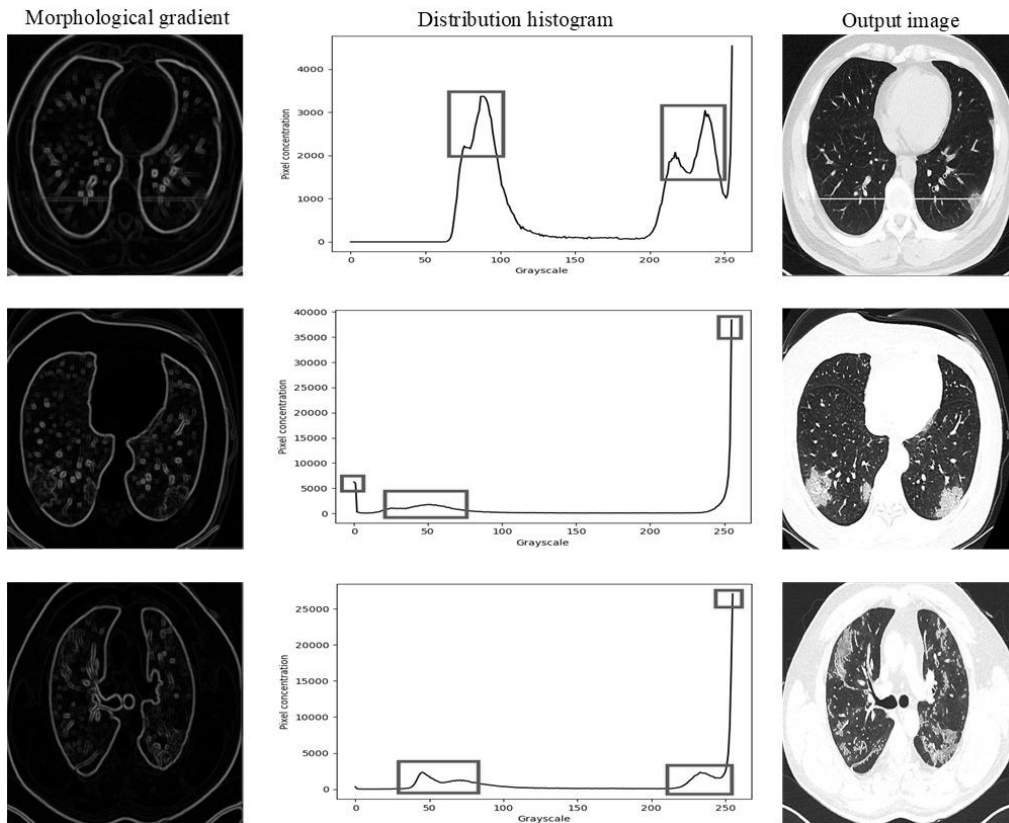 Morphological gradient Distribution histogram Output image
4000
3000
2000
1000
0
Pixel concentration
0 50 100 150 200 250
Grayscale
40000
35000
30000
25000
20000
15000
10000
5000
0
Pixel concentration
0 50 100 150 200 250
Grayscale
25000
20000
15000
10000
5000
0
Pixel concentration
0 50 100 150 200 250
Grayscale